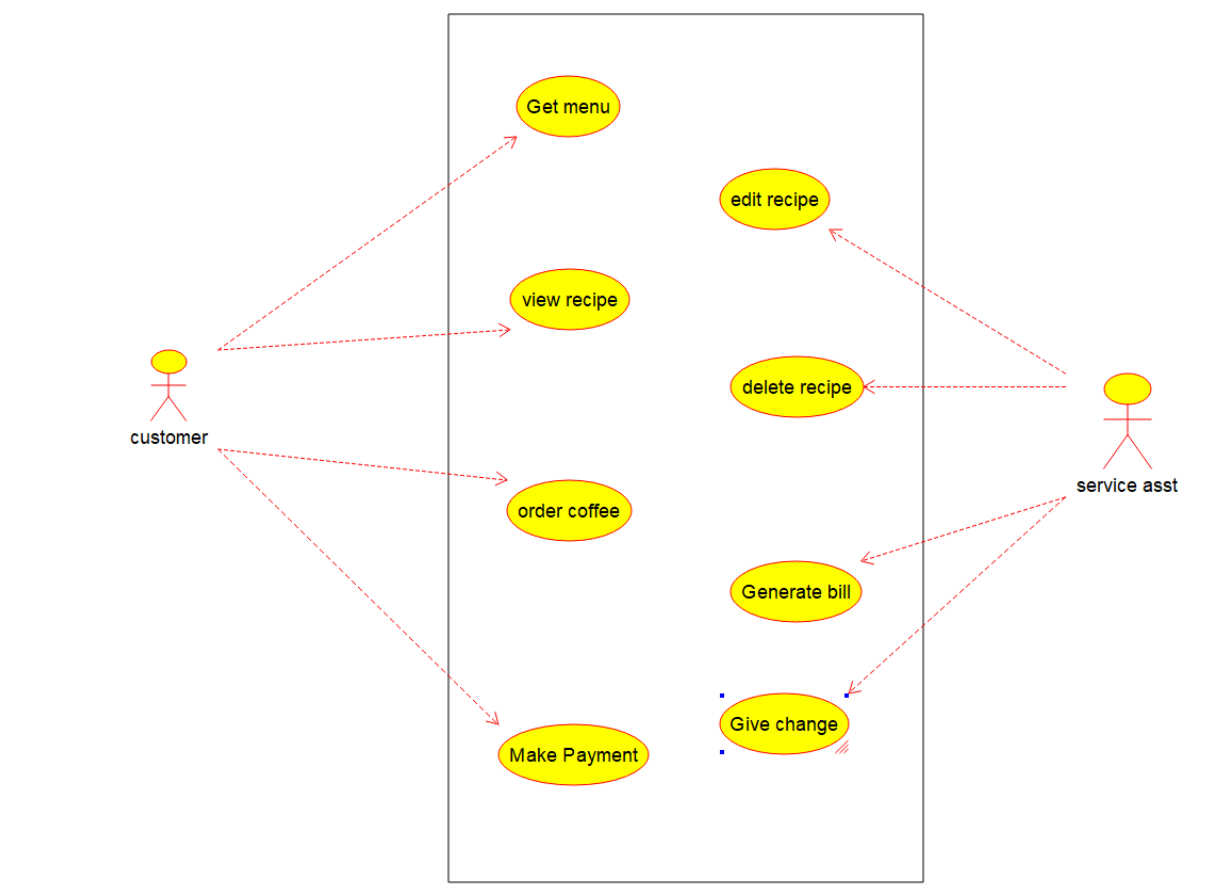 Get menu
edit recipe
view recipe
delete recipe
customer
service asst
order coffee
Generate bill
Give change
Make Payment